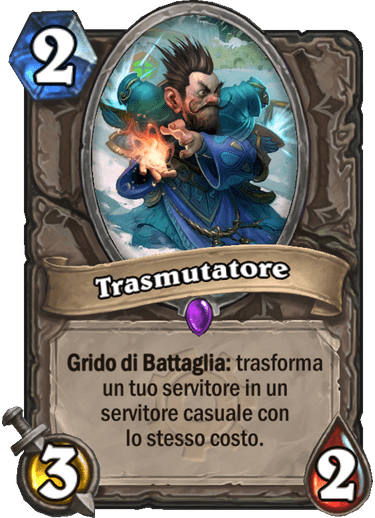 2
Trasmutatore
Grido di Battaglia: trasforma
un tuo servitore in un
servitore casuale con
lo stesso costo.
3
2